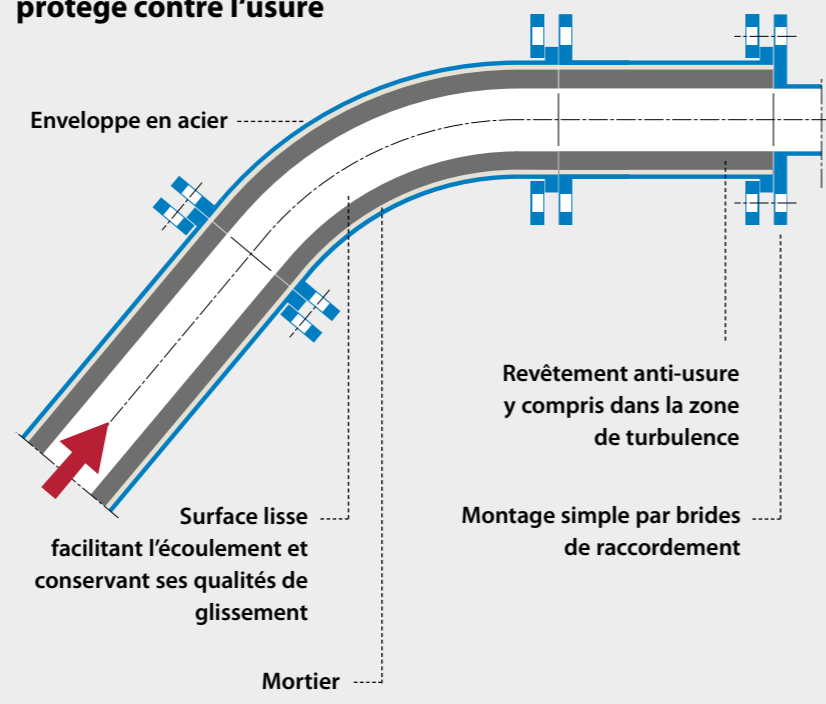 protégé contre l'usure
Enveloppe en acier
Revêtement anti-usure
y compris dans la zone
de turbulence
Surface lisse
facilitant l'écoulement et
conservant ses qualités de
glissement
Montage simple par brides
de raccordement
Mortier